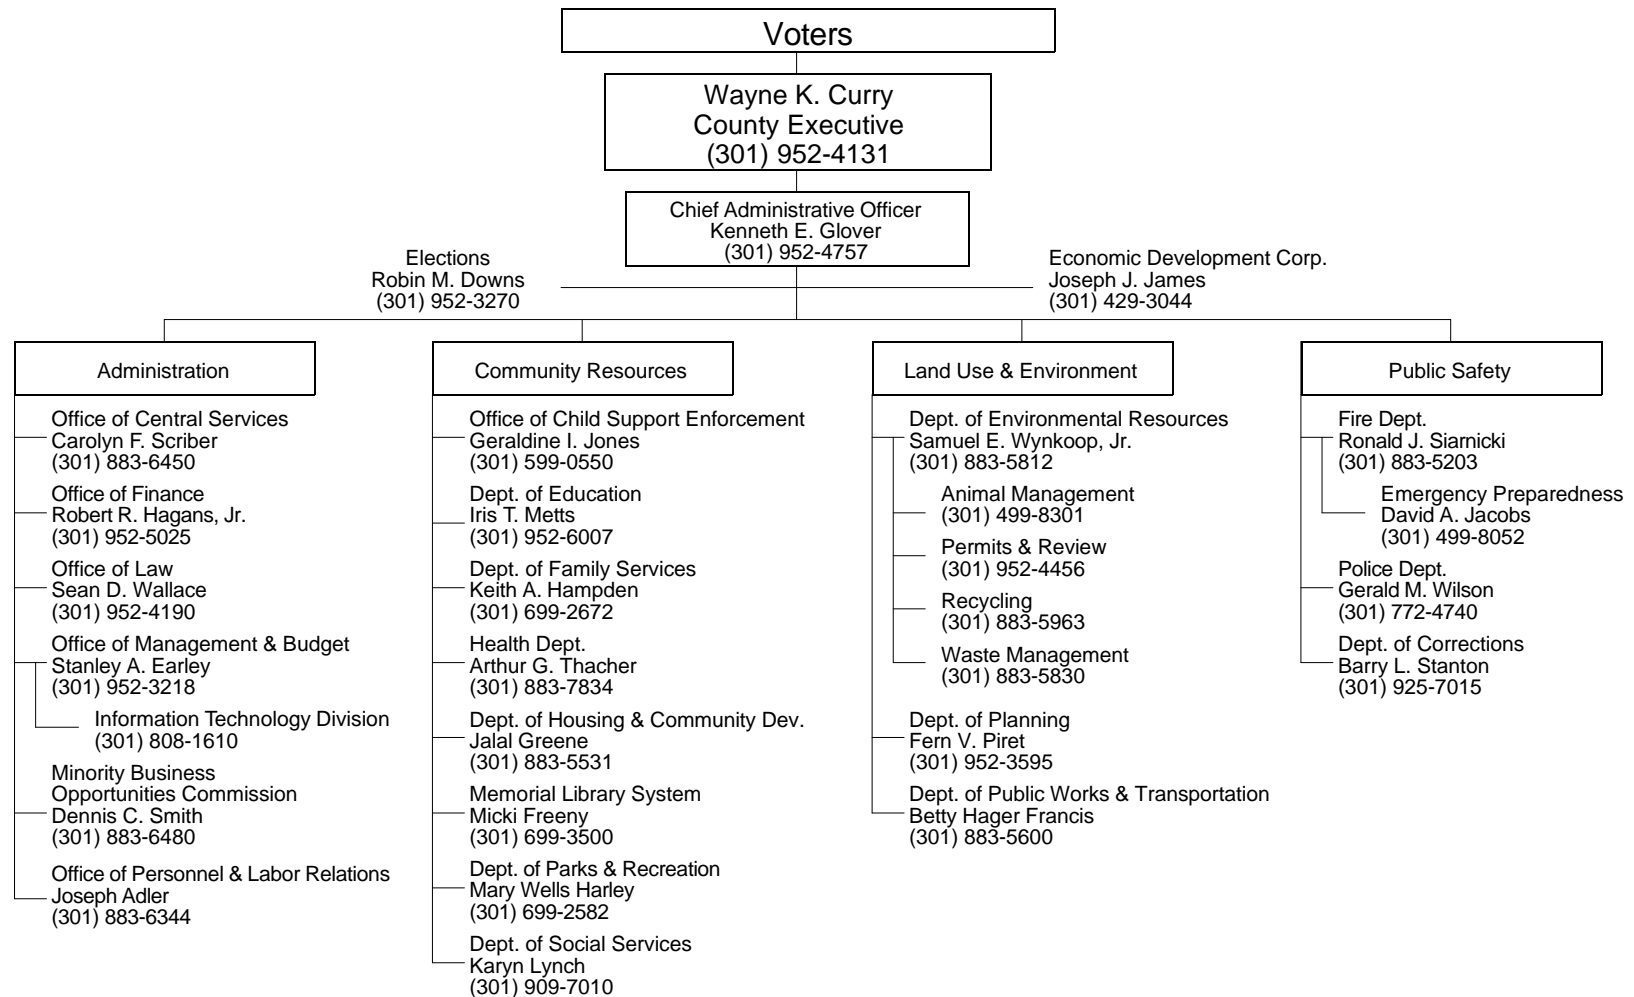 Voters
Wayne K. Curry
County Executive
(301) 952-4131
Chief Administrative Officer
Kenneth E. Glover
(301) 952-4757
Elections
Robin M. Downs
(301) 952-3270
Economic Development Corp.
Joseph J. James
(301) 429-3044
Administration
Office of Central Services
Carolyn F. Scriber
(301) 883-6450
Office of Finance
Robert R. Hagans, Jr.
(301) 952-5025
Office of Law
Sean D. Wallace
(301) 952-4190
Office of Management & Budget
Stanley A. Earley
(301) 952-3218
Information Technology Division
(301) 808-1610
Minority Business
Opportunities Commission
Dennis C. Smith
(301) 883-6480
Office of Personnel & Labor Relations
Joseph Adler
(301) 883-6344
Community Resources
Office of Child Support Enforcement
Geraldine I. Jones
(301) 599-0550
Dept. of Education
Iris T. Metts
(301) 952-6007
Dept. of Family Services
Keith A. Hampden
(301) 699-2672
Health Dept.
Arthur G. Thacher
(301) 883-7834
Dept. of Housing & Community Dev.
Jalal Greene
(301) 883-5531
Memorial Library System
Micki Freeny
(301) 699-3500
Dept. of Parks & Recreation
Mary Wells Harley
(301) 699-2582
Dept. of Social Services
Karyn Lynch
(301) 909-7010
Land Use & Environment
Dept. of Environmental Resources
Samuel E. Wynkoop, Jr.
(301) 883-5812
Animal Management
(301) 499-8301
Permits & Review
(301) 952-4456
Recycling
(301) 883-5963
Waste Management
(301) 883-5830
Dept. of Planning
Fern V. Piret
(301) 952-3595
Dept. of Public Works & Transportation
Betty Hager Francis
(301) 883-5600
Public Safety
Fire Dept.
Ronald J. Siarnicki
(301) 883-5203
Emergency Preparedness
David A. Jacobs
(301) 499-8052
Police Dept.
Gerald M. Wilson
(301) 772-4740
Dept. of Corrections
Barry L. Stanton
(301) 925-7015